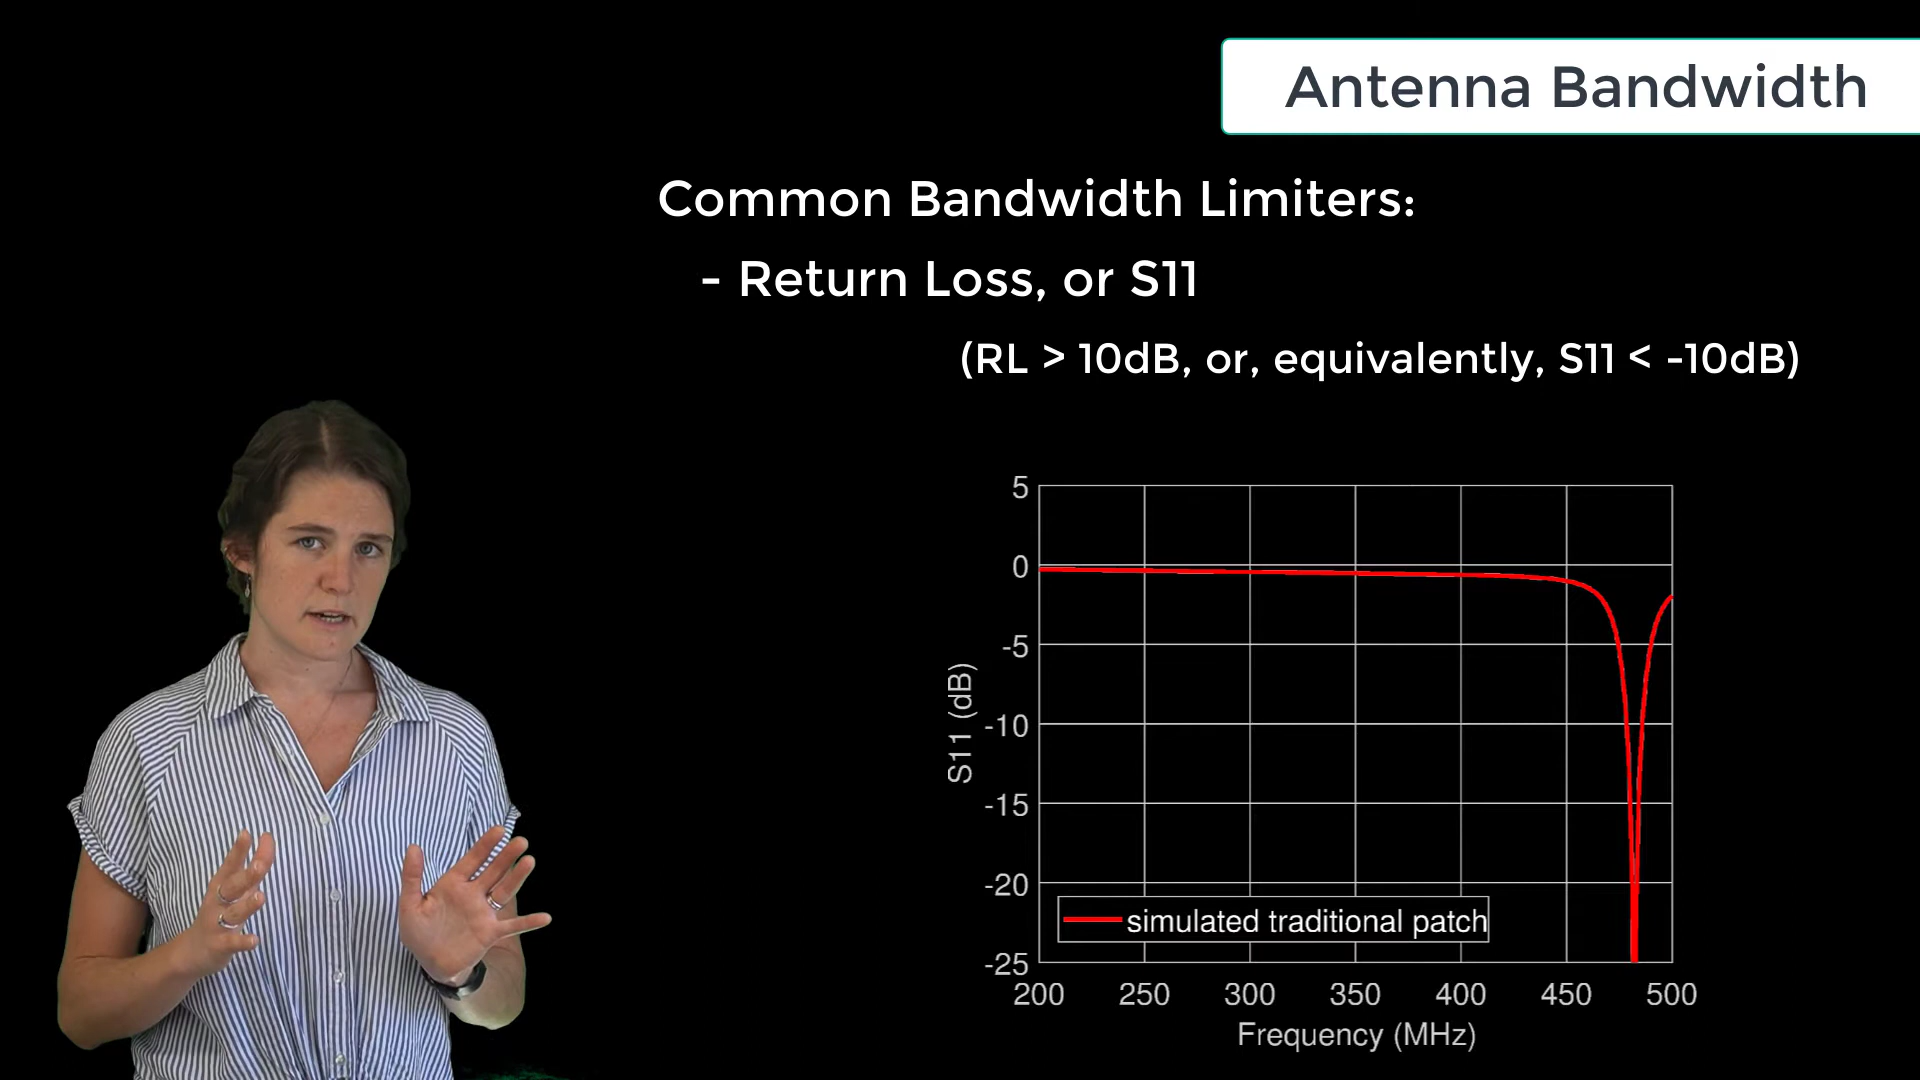 Antenna Bandwidth
Common Bandwidth Limiters:
- Return Loss, or S11
(RL > 10dB, or, equivalently, S11 < -10dB)
5
0
-5
-10
-15
-20
-25
S11 (dB)
simulated traditional patch
200 250 300 350 400 450 500
Frequency (MHz)